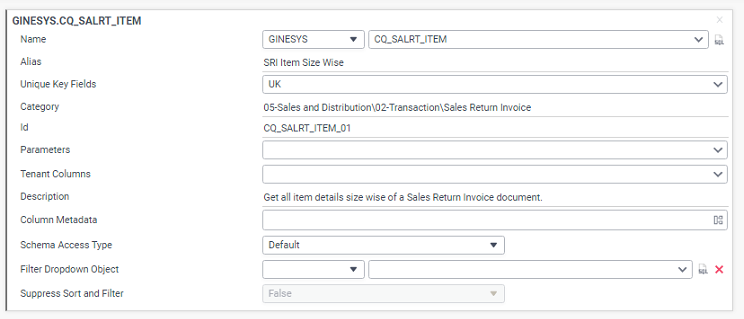 GINESYS.CQ_SALRT_ITEM
Name GINESYS CQ_SALRT_ITEM SQL
Alias SRI Item Size Wise
Unique Key Fields UK
Category 05-Sales and Distribution\02-Transaction\Sales Return Invoice
Id CQ_SALRT_ITEM_01
Parameters
Tenant Columns
Description Get all item details size wise of a Sales Return Invoice document.
Column Metadata
Schema Access Type Default
Filter Dropdown Object SQL
Suppress Sort and Filter False